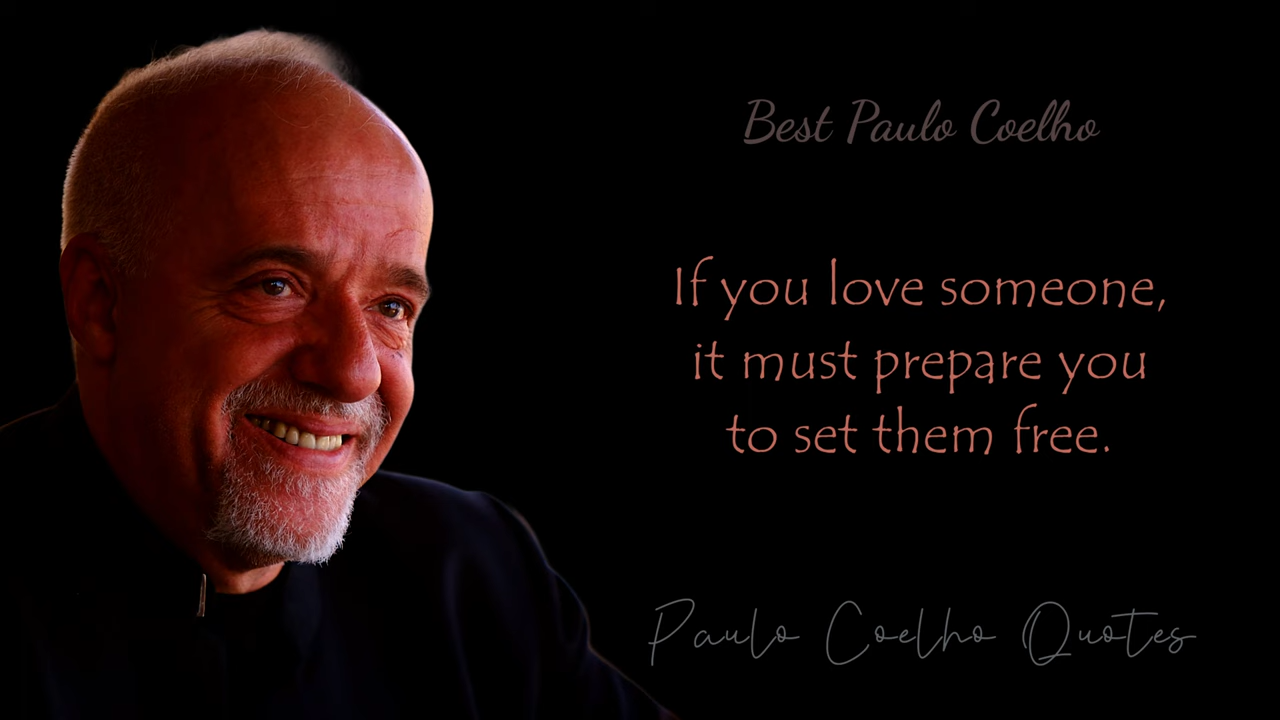 Best Paulo Coelho
If you love someone,
it must prepare you
to set them free.
Paulo Coelho Quotes